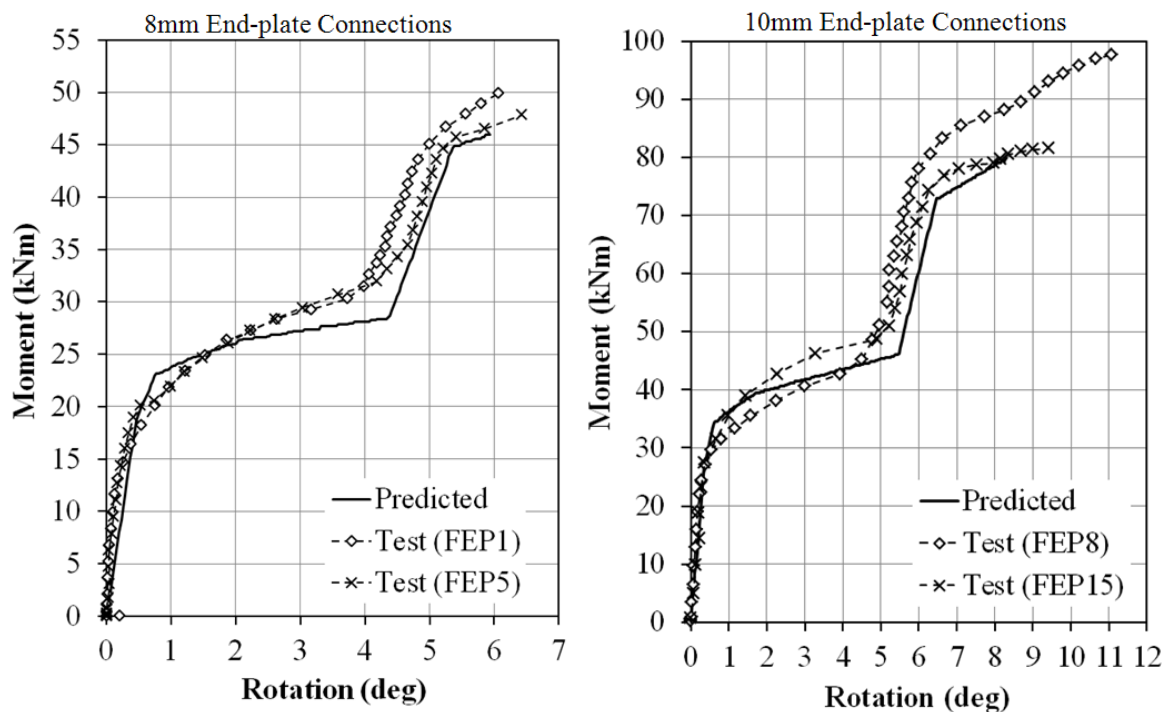 8mm End-plate Connections
55
50
45
40
35
30
25
20
15
10
5
0
Moment (kNm)
Predicted
Test (FEP1)
Test (FEP5)
0 1 2 3 4 5 6 7
Rotation (deg)
10mm End-plate Connections
100
90
80
70
60
50
40
30
20
10
0
Moment (kNm)
Predicted
Test (FEP8)
Test (FEP15)
0 1 2 3 4 5 6 7 8 9 10 11 12
Rotation (deg)